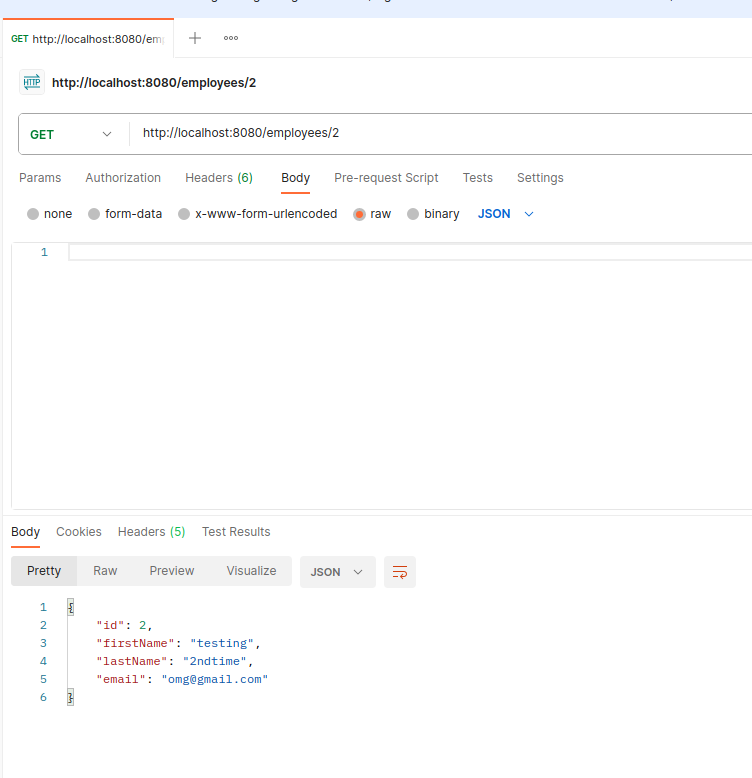 GET http://localhost:8080/em
HTTP http://localhost:8080/employees/2
GET http://localhost:8080/employees/2
Params Authorization Headers (6) Body Pre-request Script Tests Settings
none form-data x-www-form-urlencoded raw binary JSON
1
Body Cookies Headers (5) Test Results
Pretty Raw Preview Visualize JSON
1 {
2 "id": 2,
3 "firstName": "testing",
4 "lastName": "2ndtime",
5 "email": "omg@gmail.com"
6 }